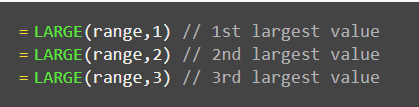 =LARGE(range,1) // 1st largest value
=LARGE(range,2) // 2nd largest value
=LARGE(range,3) // 3rd largest value